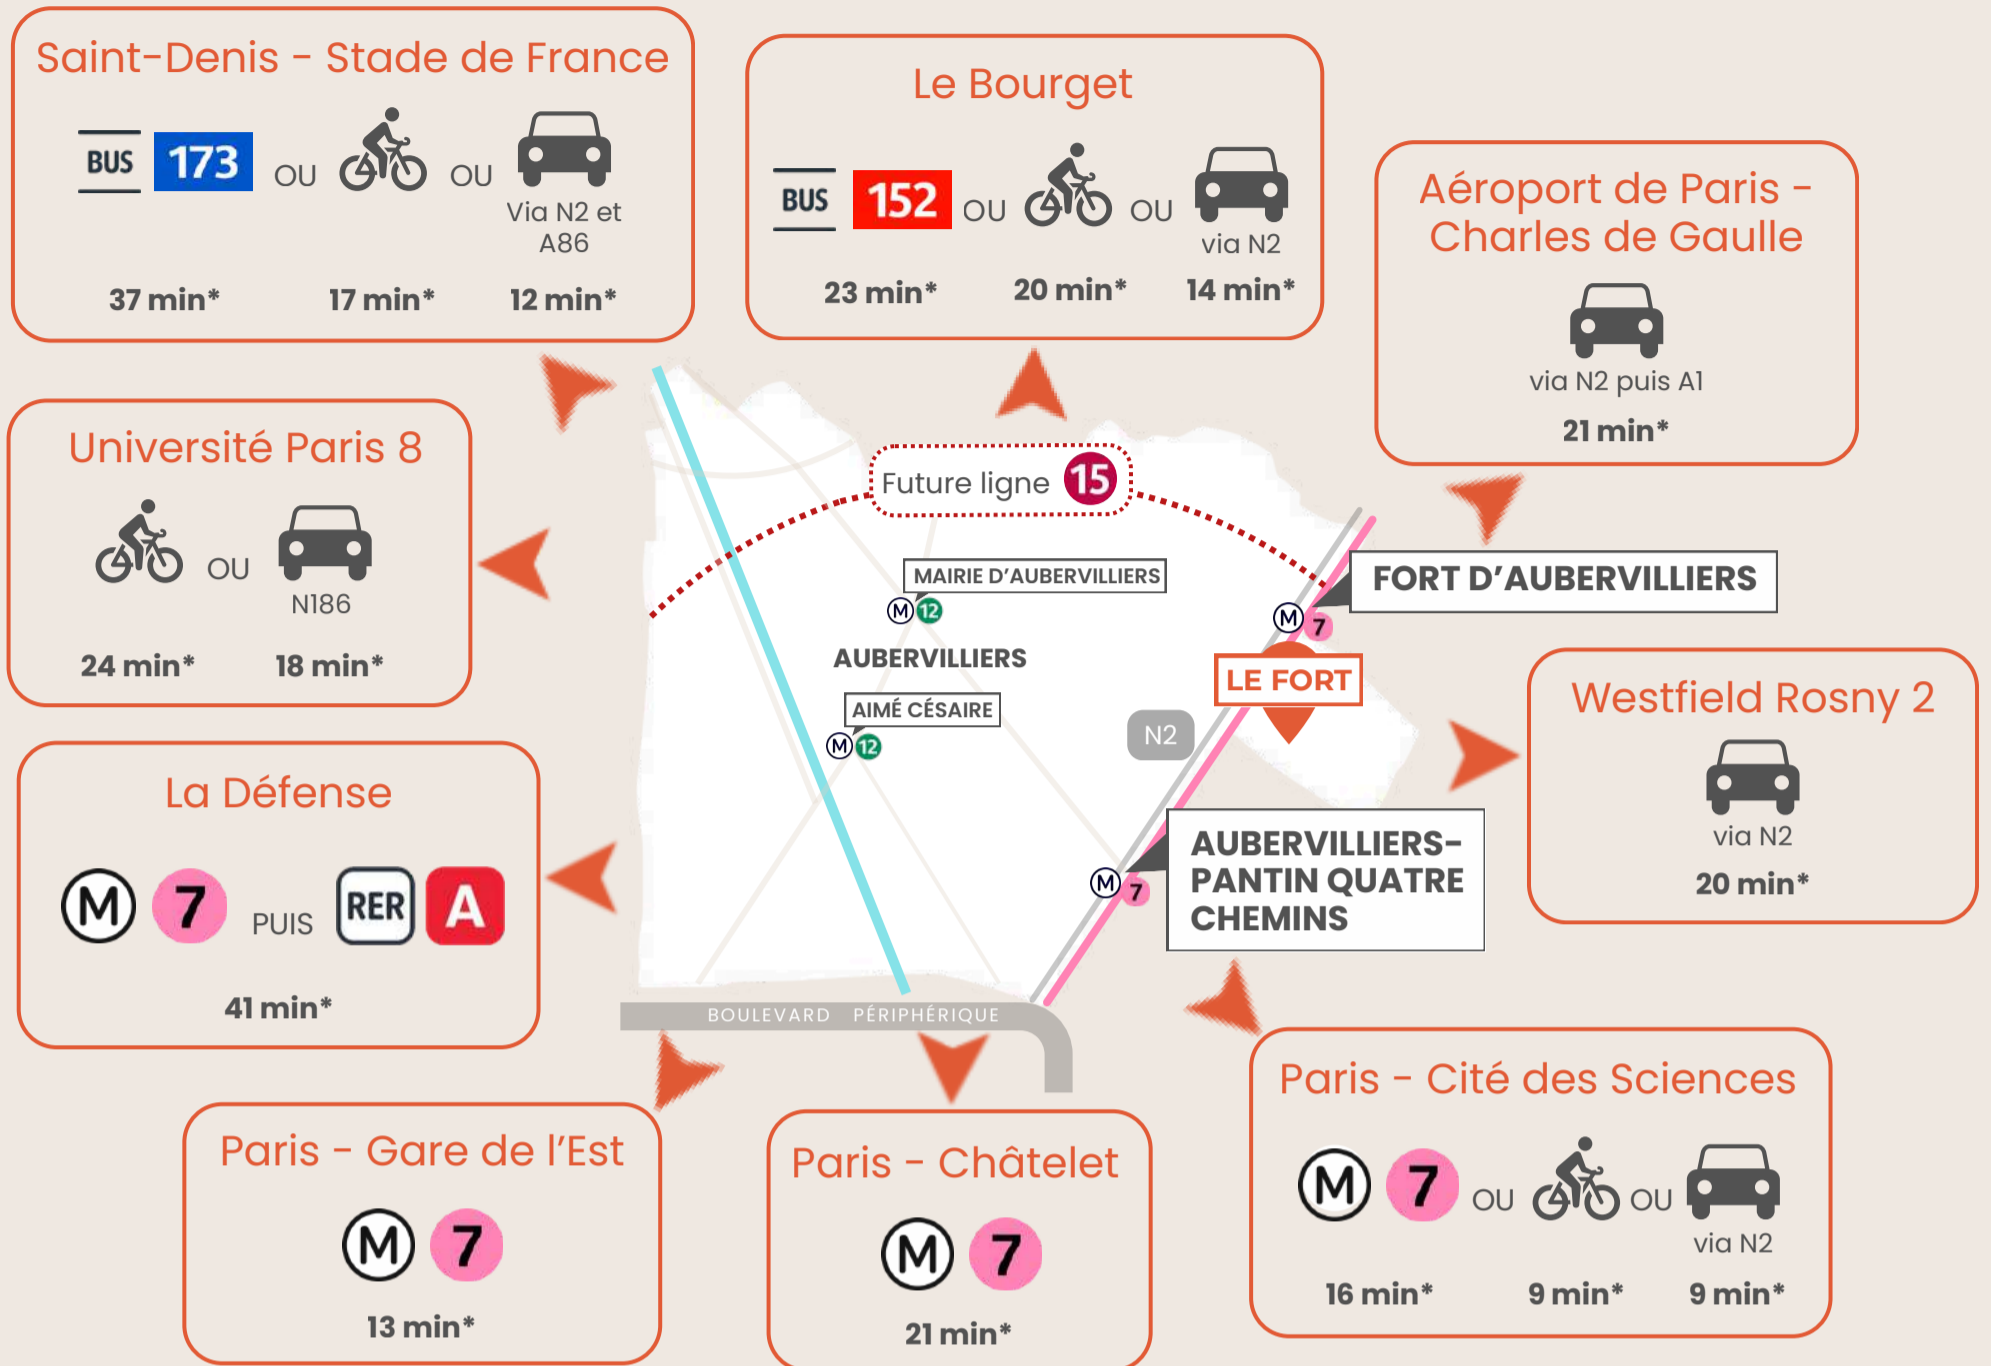 Saint-Denis - Stade de France
BUS 173 OU OU
Via N2 et
A86
37 min* 17 min* 12 min*
Le Bourget
BUS 152 OU OU
via N2
23 min* 20 min* 14 min*
Aéroport de Paris -
Charles de Gaulle
via N2 puis A1
21 min*
Université Paris 8
OU
N186
24 min* 18 min*
Future ligne 15
MAIRIE D'AUBERVILLIERS
M 12
AUBERVILLIERS
AIMÉ CÉSAIRE
M 12
FORT D'AUBERVILLIERS
M 7
LE FORT
N2
Westfield Rosny 2
via N2
20 min*
La Défense
M 7 PUIS RER A
41 min*
AUBERVILLIERS-
PANTIN QUATRE
CHEMINS
M 7
BOULEVARD PÉRIPHÉRIQUE
Paris - Gare de l'Est
M 7
13 min*
Paris - Châtelet
M 7
21 min*
Paris - Cité des Sciences
M 7 OU OU
via N2
16 min* 9 min* 9 min*